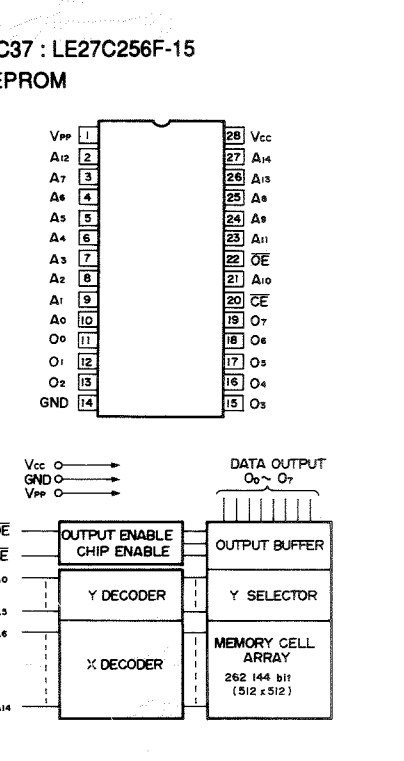 C37 : LE27C256F-15
EPROM
VPP 1 28 VCC
A12 2 27 A14
A7 3 26 A13
A6 4 25 A8
A5 5 24 A9
A4 6 23 A11
A3 7 22 OE
A2 8 21 A10
A1 9 20 CE
A0 10 19 O7
O0 11 18 O6
O1 12 17 O5
O2 13 16 O4
GND 14 15 O3
VCC
GND
VPP
DATA OUTPUT
O0~ O7
OE
E
OUTPUT ENABLE
CHIP ENABLE
OUTPUT BUFFER
0
5
Y DECODER
Y SELECTOR
6
A14
X DECODER
MEMORY CELL
ARRAY
262 144 bit
(512 x 512)